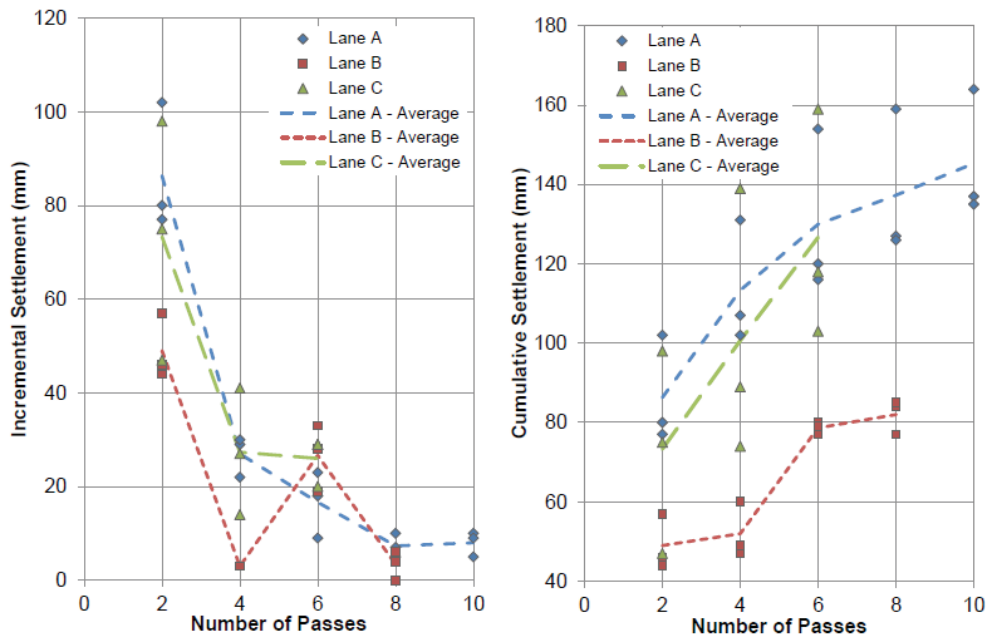 120
100
80
60
40
20
0
0
2
4
6
8
10
Incremental Settlement (mm)
Number of Passes
Lane A
Lane B
Lane C
Lane A - Average
Lane B - Average
Lane C - Average
180
160
140
120
100
80
60
40
0
2
4
6
8
10
Cumulative Settlement (mm)
Number of Passes
Lane A
Lane B
Lane C
Lane A - Average
Lane B - Average
Lane C - Average